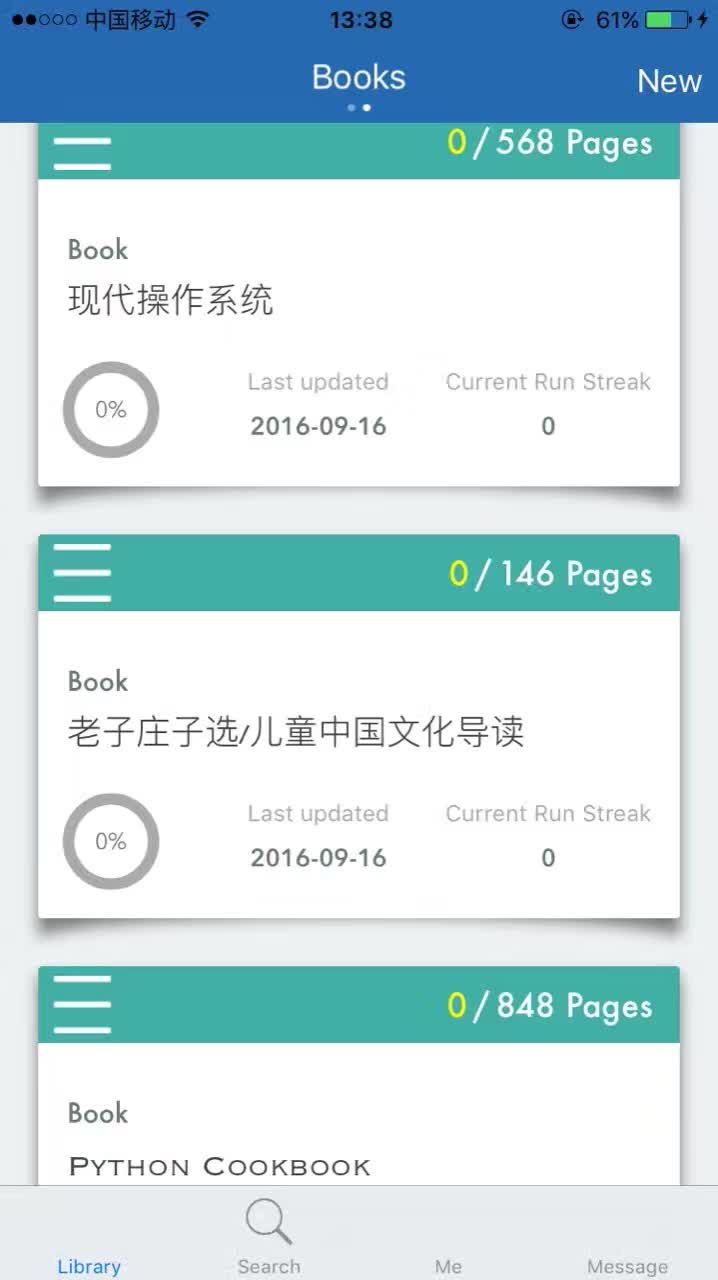 中国移动 13:38 61%
Books
New
0 / 568 Pages
Book
现代操作系统
0%
Last updated
2016-09-16
Current Run Streak
0
0 / 146 Pages
Book
老子庄子选/儿童中国文化导读
0%
Last updated
2016-09-16
Current Run Streak
0
0 / 848 Pages
Book
Python Cookbook
Library Search Me Message